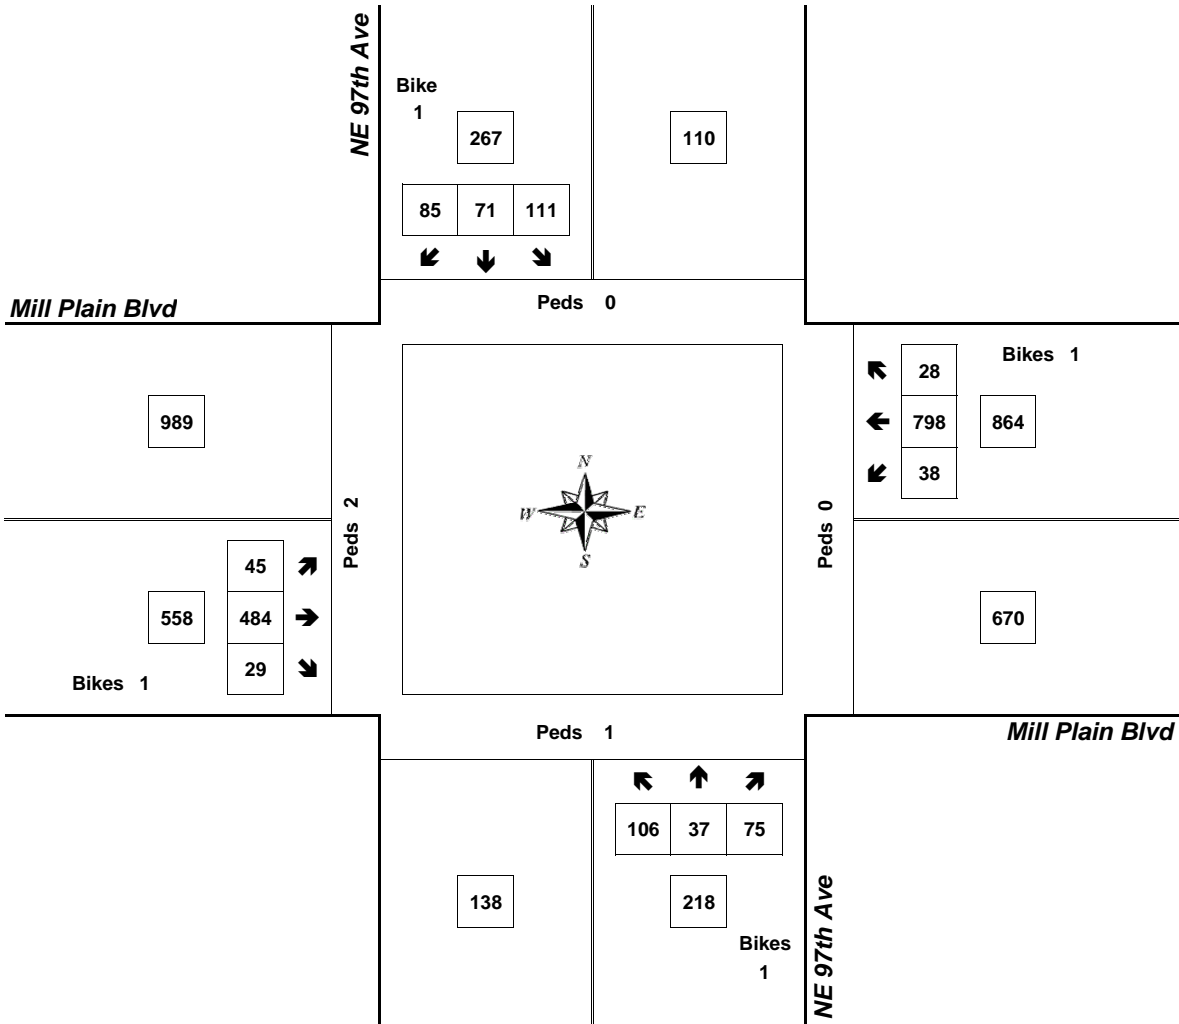 NE 97th Ave
Bike
1
267
110
85 71 111
Mill Plain Blvd
Peds 0
28
Bikes 1
989
798
864
38
N
W E
S
Peds 2
Peds 0
45
558
484
670
29
Bikes 1
Peds 1
Mill Plain Blvd
106 37 75
138
218
Bikes
1
NE 97th Ave